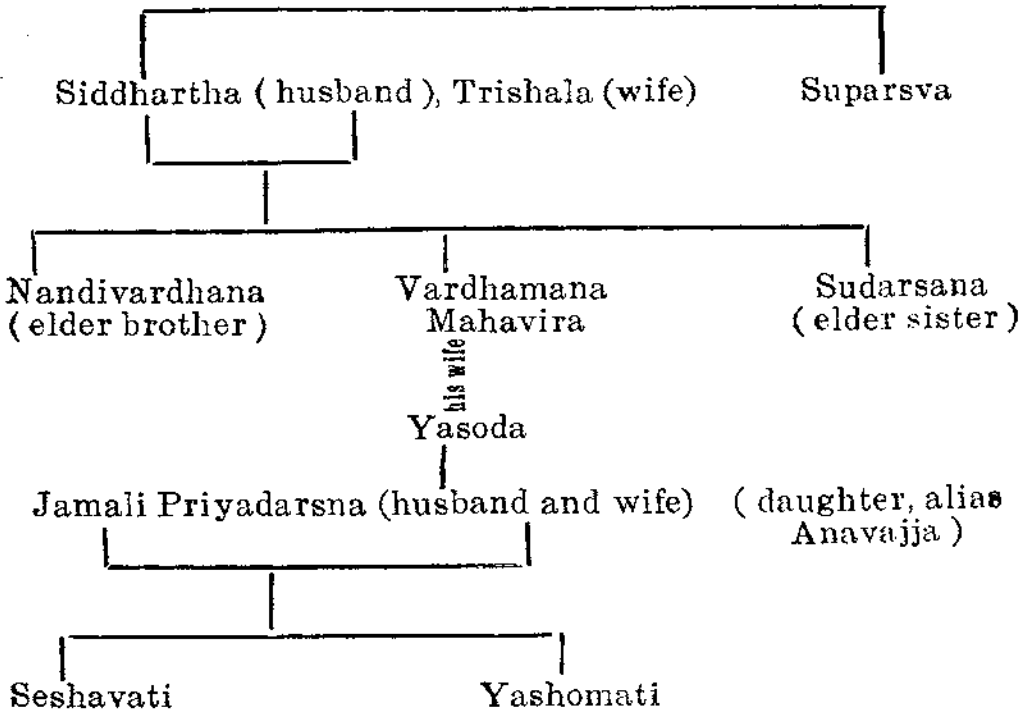 Siddhartha ( husband ), Trishala (wife) Suparsva
Nandivardhana Vardhamana Sudarsana
( elder brother ) Mahavira ( elder sister )
his wife
Yasoda
Jamali Priyadarsna (husband and wife) ( daughter, alias
Anavajja )
Seshavati Yashomati